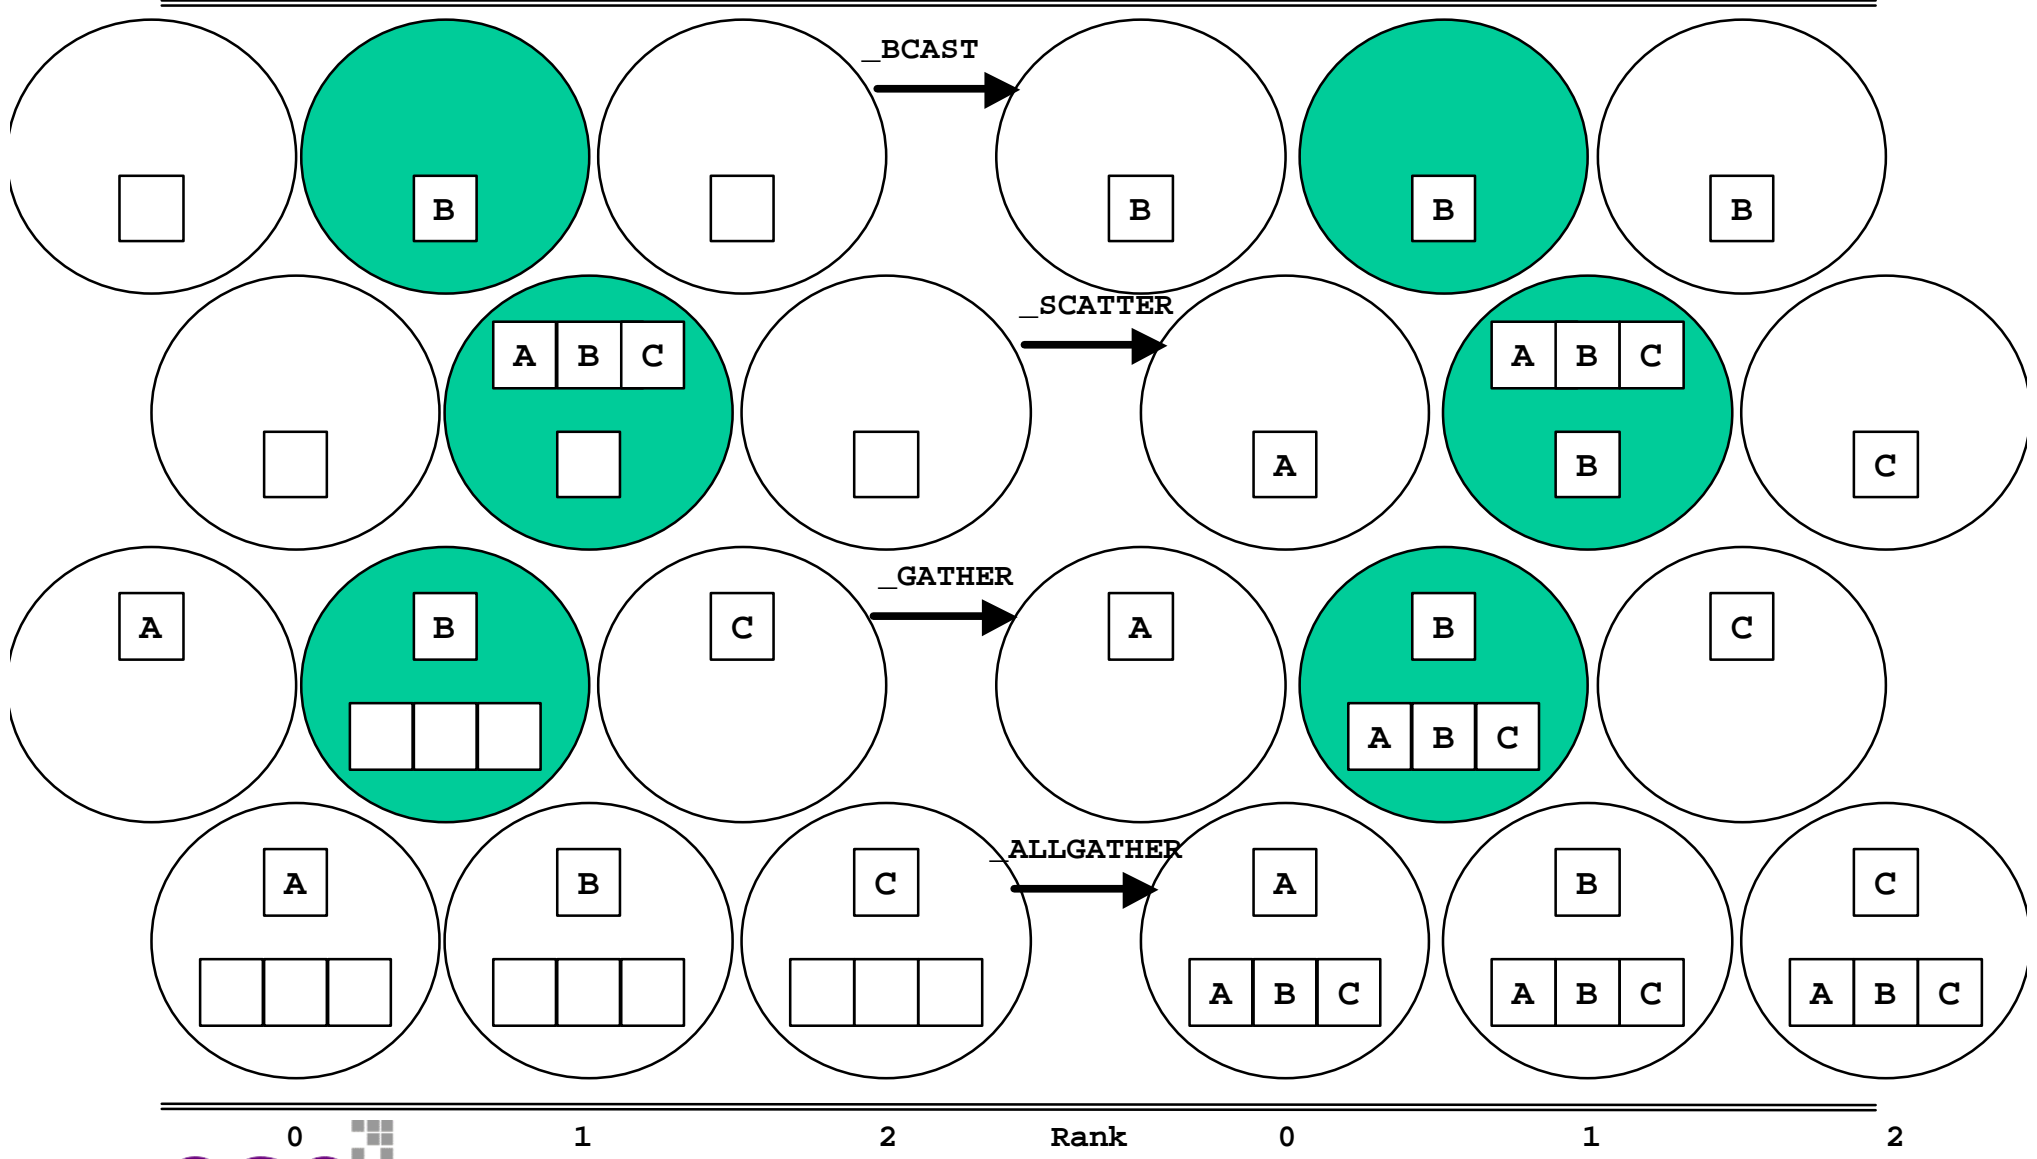 _BCAST
B B B B
_SCATTER
A B C A B C
A B C
_GATHER
A B C A B C
A B C
_ALLGATHER
A B C A B C
A B C A B C A B C
0 1 2 Rank 0 1 2